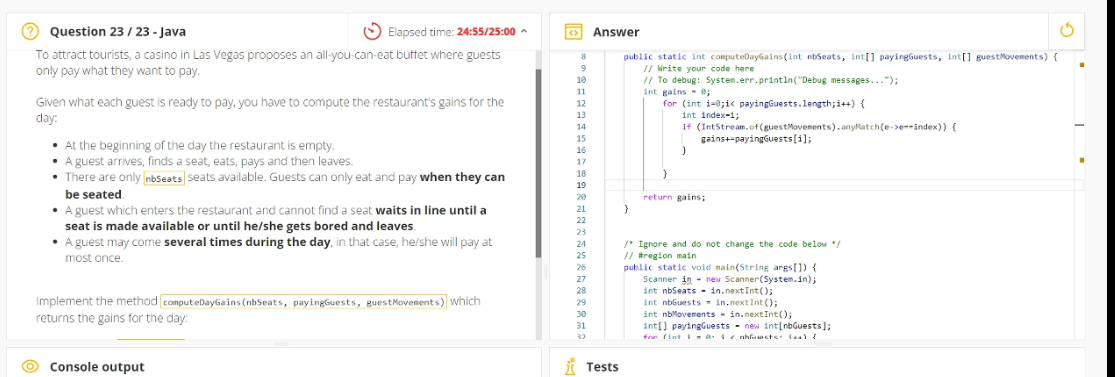 Question 23 / 23 - Java
Elapsed time: 24:55/25:00
To attract tourists, a casino in Las Vegas proposes an all-you-can-eat buffet where guests
only pay what they want to pay.
Given what each guest is ready to pay, you have to compute the restaurant's gains for the
day:
• At the beginning of the day the restaurant is empty.
• A guest arrives, finds a seat, eats, pays and then leaves.
• There are only nbSeats seats available. Guests can only eat and pay when they can
be seated.
• A guest which enters the restaurant and cannot find a seat waits in line until a
seat is made available or until he/she gets bored and leaves.
• A guest may come several times during the day, in that case, he/she will pay at
most once.
Implement the method computeDayGains(nbSeats, payingGuests, guestMovements) which
returns the gains for the day:
Console output
Answer
8 public static int computeDayGains(int nbSeats, int[] payingGuests, int[] guestMovements) {
9 // Write your code here
10 // To debug: System.err.println("Debug messages...");
11 int gains = 0;
12 for (int i=0;i< payingGuests.length;i++) {
13 int index=i;
14 if (IntStream.of(guestMovements).anyMatch(e->e==index)) {
15 gains+=payingGuests[i];
16 }
17
18 }
19
20 return gains;
21 }
22
23
24 /* Ignore and do not change the code below */
25 // #region main
26 public static void main(String args[]) {
27 Scanner in = new Scanner(System.in);
28 int nbSeats = in.nextInt();
29 int nbGuests = in.nextInt();
30 int nbMovements = in.nextInt();
31 int[] payingGuests = new int[nbGuests];
32 for (int i = 0; i < nbGuests; i++) {
Tests